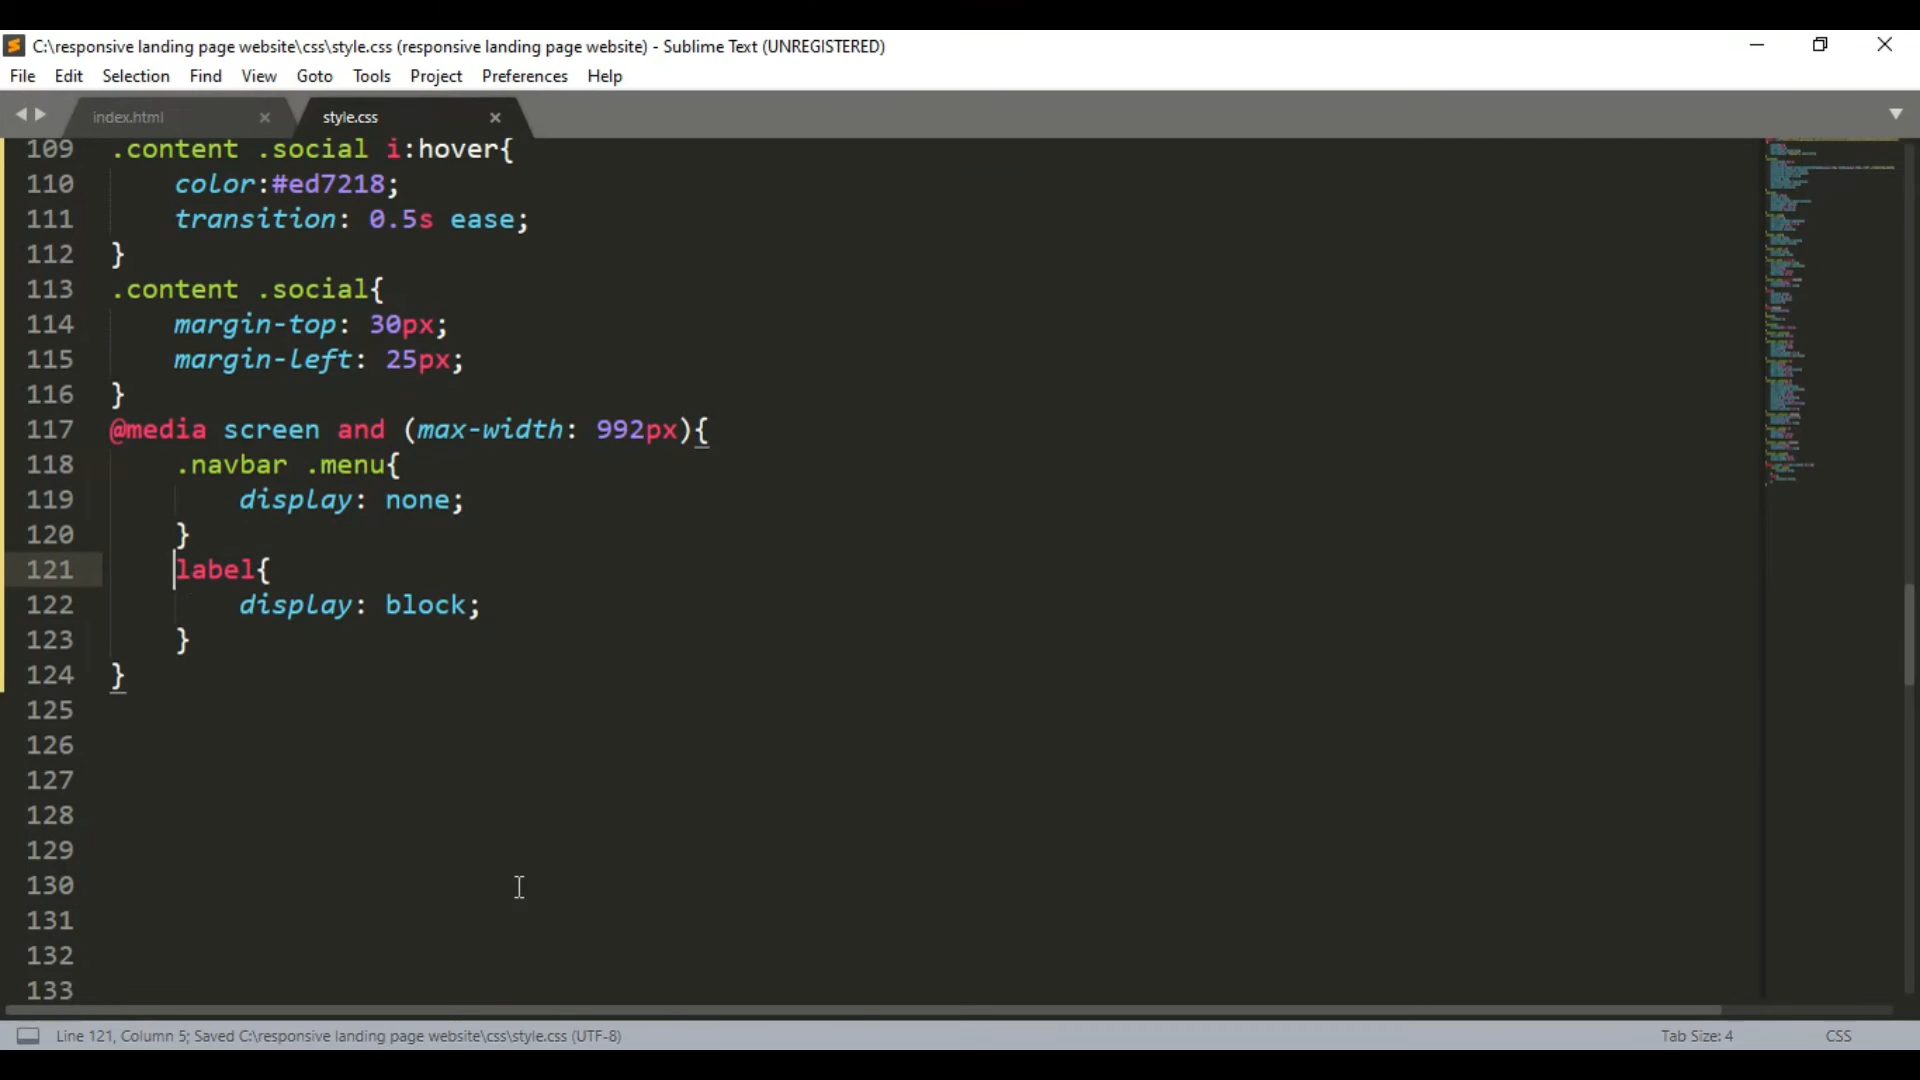 C:\responsive landing page website\css\style.css (responsive landing page website) - Sublime Text (UNREGISTERED)
File Edit Selection Find View Goto Tools Project Preferences Help
index.html style.css
109 .content .social i:hover{
110 color:#ed7218;
111 transition: 0.5s ease;
112 }
113 .content .social{
114 margin-top: 30px;
115 margin-left: 25px;
116 }
117 @media screen and (max-width: 992px){
118 .navbar .menu{
119 display: none;
120 }
121 label{
122 display: block;
123 }
124 }
125
126
127
128
129
130
131
132
133
Line 121, Column 5; Saved C:\responsive landing page website\css\style.css (UTF-8) Tab Size: 4 CSS